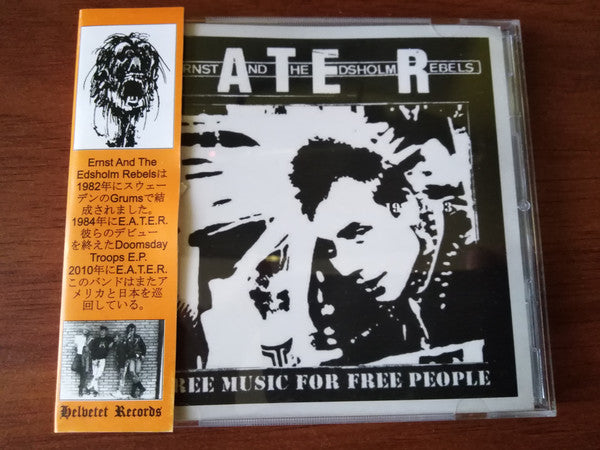 Ernst And The
Edsholm Rebelsは
1982年にスウェー
デンのGrumsで結
成されました。
1984年にE.A.T.E.R.
彼らのデビュー
を終えたDoomsday
Troops E.P.
2010年にE.A.T.E.R.
このバンドはまたア
メリカと日本を巡
回している。
Helvetet Records
ATE R
ERNST AND THE EDSHOLM REBELS
REE MUSIC FOR FREE PEOPLE